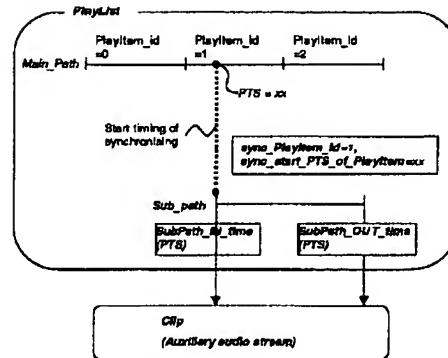 PlayList
PlayItem_id =0
PlayItem_id =1
PlayItem_id =2
Main_Path
PTS = xx
Start timing of
synchronising
sync_PlayItem_id=1,
sync_start_PTS_of_PlayItem=xx
Sub_path
SubPath_IN_time
(PTS)
SubPath_OUT_time
(PTS)
Clip
(Auxiliary audio stream)